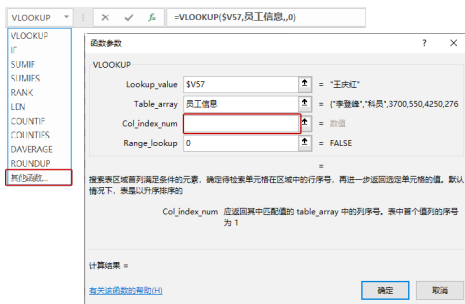 VLOOKUP
=VLOOKUP($V57,员工信息,,0)
VLOOKUP
IF
SUMIF
SUMIFS
RANK
LEN
COUNTIF
COUNTIFS
DAVERAGE
ROUNDUP
其他函数...
函数参数 ? ×
VLOOKUP
Lookup_value $V57 = "王庆红"
Table_array 员工信息 = {"李登峰","科员",3700,550,4250,276
Col_index_num = 数值
Range_lookup 0 = FALSE
=
搜索表区域首列满足条件的元素，确定待检索单元格在区域中的行序号，再进一步返回选定单元格的值。默认
情况下，表是以升序排序的
Col_index_num 应返回其中匹配值的 table_array 中的列序号。表中首个值列的序号
为 1
计算结果 =
有关该函数的帮助(H)
确定 取消